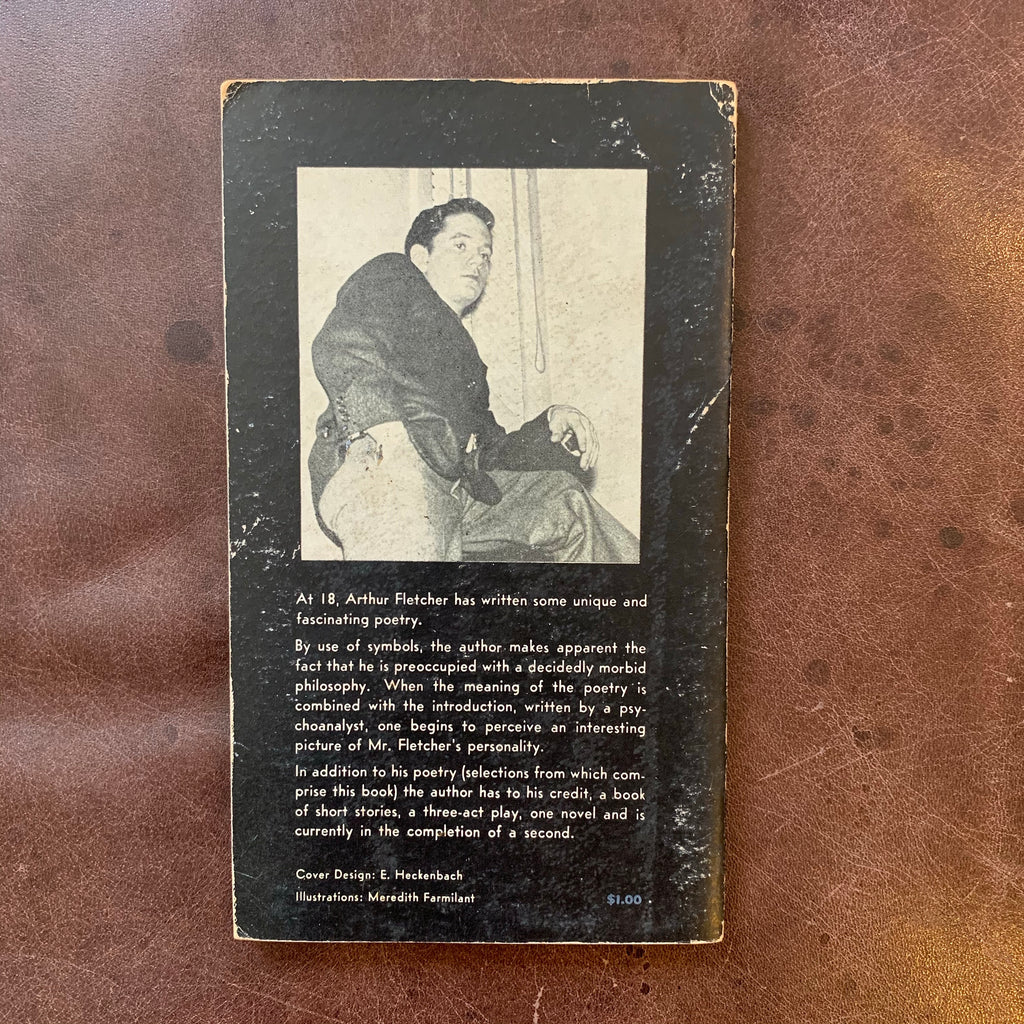 At 18, Arthur Fletcher has written some unique and
fascinating poetry.
By use of symbols, the author makes apparent the
fact that he is preoccupied with a decidedly morbid
philosophy. When the meaning of the poetry is
combined with the introduction, written by a psy-
choanalyst, one begins to perceive an interesting
picture of Mr. Fletcher's personality.
In addition to his poetry (selections from which com-
prise this book) the author has to his credit, a book
of short stories, a three-act play, one novel and is
currently in the completion of a second.
Cover Design: E. Heckenbach
Illustrations: Meredith Farmilant
$1.00